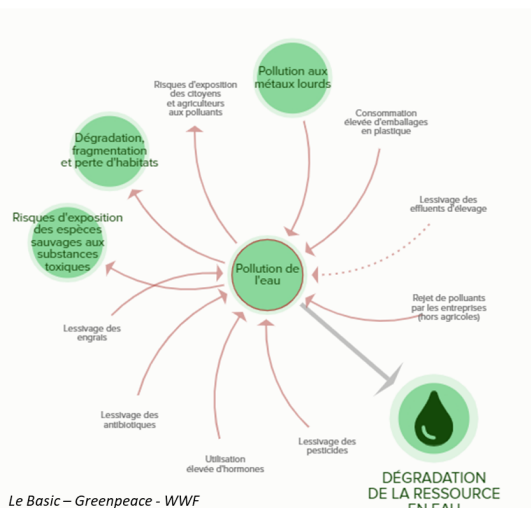 Pollution aux
métaux lourds
Risques d'exposition
des citoyens
et agriculteurs
aux polluants
Consommation
élevée d'emballages
en plastique
Dégradation,
fragmentation
et perte d'habitats
Lessivage des
effluents d'élevage
Risques d'exposition
des espèces
sauvages aux
substances
toxiques
Pollution de
l'eau
Rejet de polluants
par les entreprises
(hors agricoles)
Lessivage des
engrais
Lessivage des
antibiotiques
Lessivage des
pesticides
Utilisation
élevée d'hormones
DÉGRADATION
DE LA RESSOURCE
EN EAU
Le Basic – Greenpeace - WWF